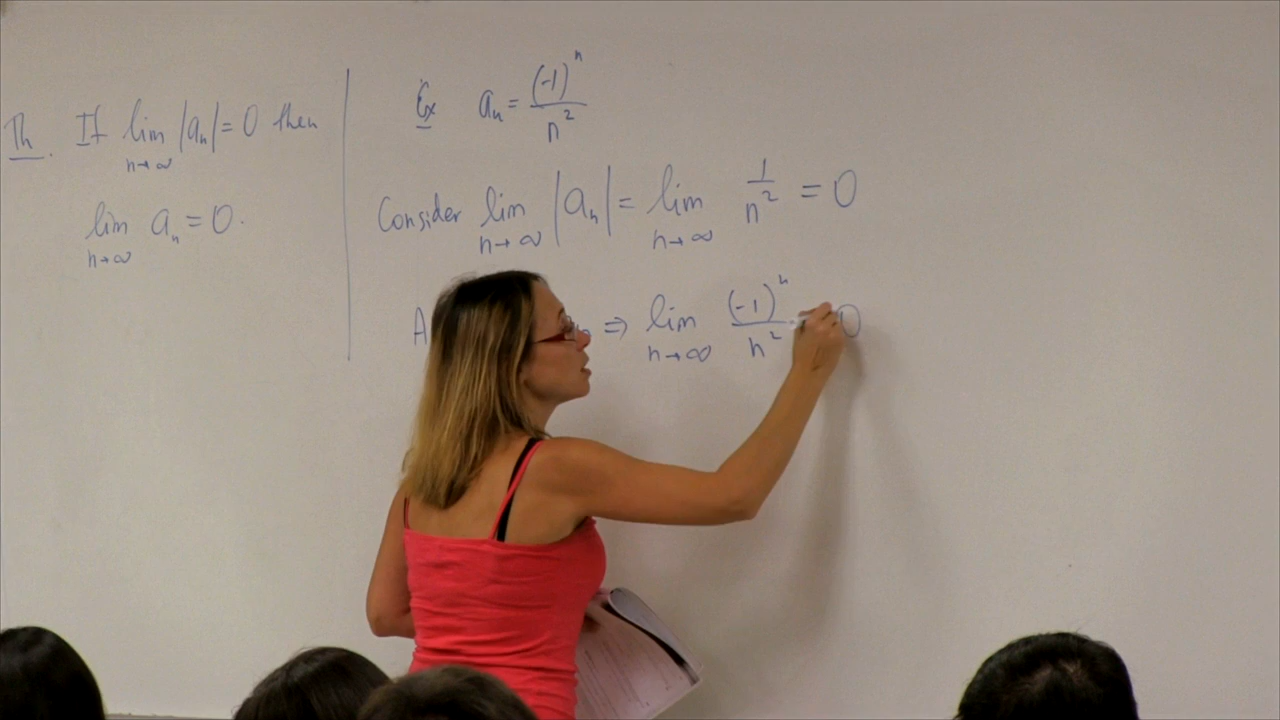 Th. If lim n→∞ |aₙ| = 0 then
lim n→∞ aₙ = 0.
Ex aₙ = (-1)ⁿ / n²
Consider lim n→∞ |aₙ| = lim n→∞ 1/n² = 0
⇒ lim n→∞ (-1)ⁿ / n² 0